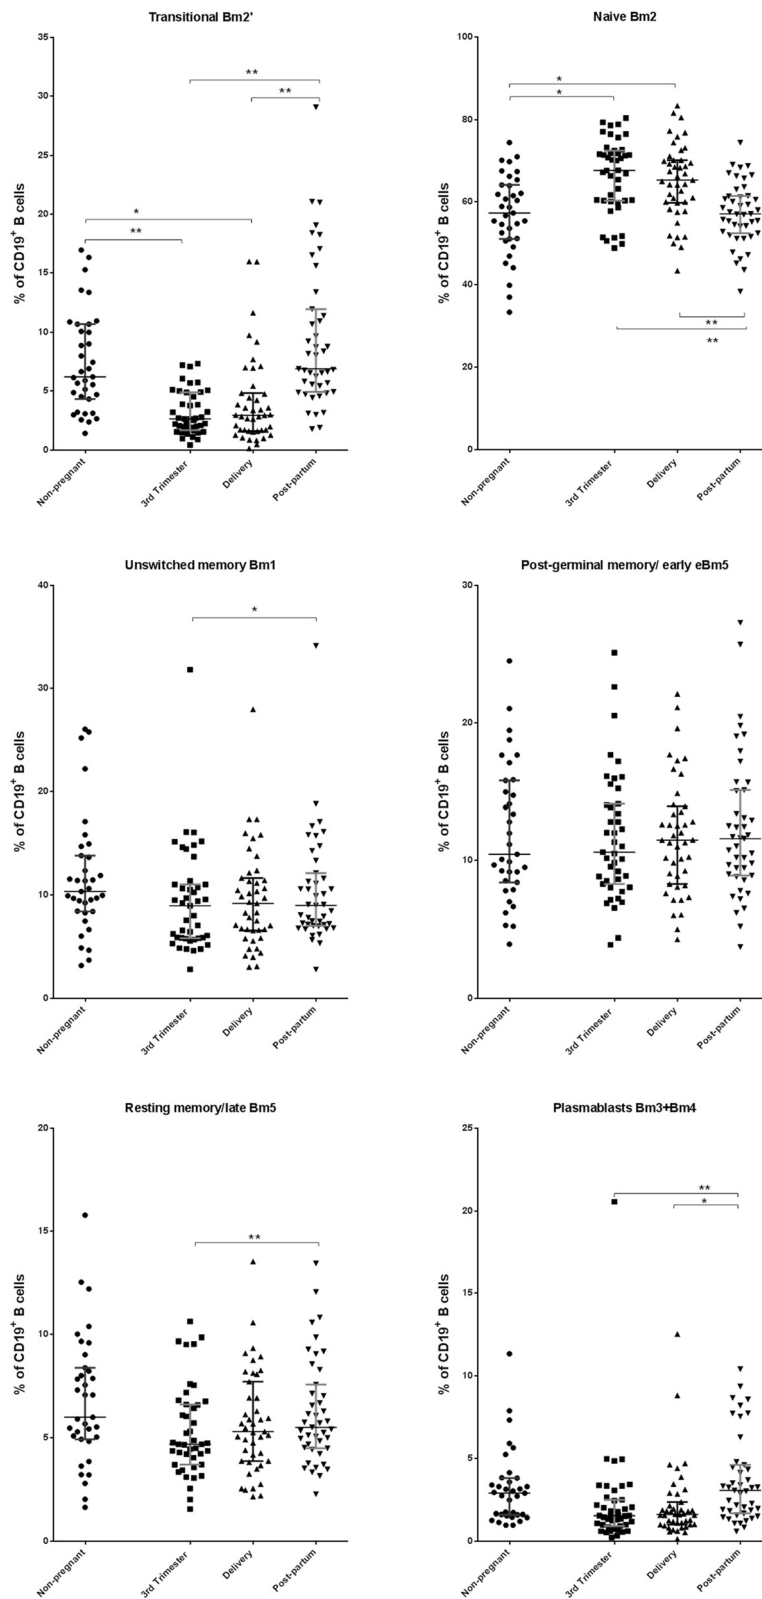 Transitional Bm2'
% of CD19+ B cells
35
30
25
20
15
10
5
0
**
**
*
**
Non-pregnant
3rd Trimester
Delivery
Post-partum
Naive Bm2
% of CD19+ B cells
100
80
60
40
20
0
*
*
**
**
Non-pregnant
3rd Trimester
Delivery
Post-partum
Unswitched memory Bm1
% of CD19+ B cells
40
30
20
10
0
*
Non-pregnant
3rd Trimester
Delivery
Post-partum
Post-germinal memory/ early eBm5
% of CD19+ B cells
30
20
10
0
Non-pregnant
3rd Trimester
Delivery
Post-partum
Resting memory/late Bm5
% of CD19+ B cells
20
15
10
5
0
**
Non-pregnant
3rd Trimester
Delivery
Post-partum
Plasmablasts Bm3+Bm4
% of CD19+ B cells
25
20
15
10
5
0
**
*
Non-pregnant
3rd Trimester
Delivery
Post-partum